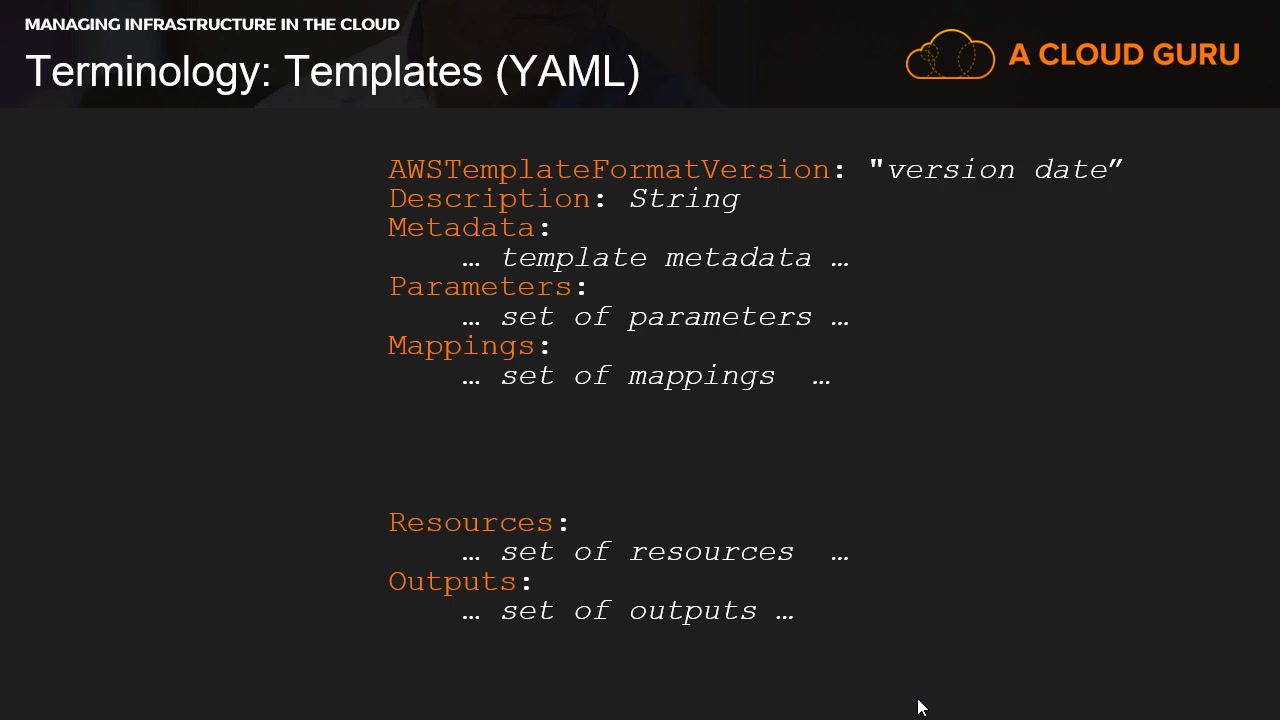 MANAGING INFRASTRUCTURE IN THE CLOUD
Terminology: Templates (YAML)
A CLOUD GURU
AWSTemplateFormatVersion: "version date”
Description: String
Metadata:
… template metadata …
Parameters:
… set of parameters …
Mappings:
… set of mappings …
Resources:
… set of resources …
Outputs:
… set of outputs …